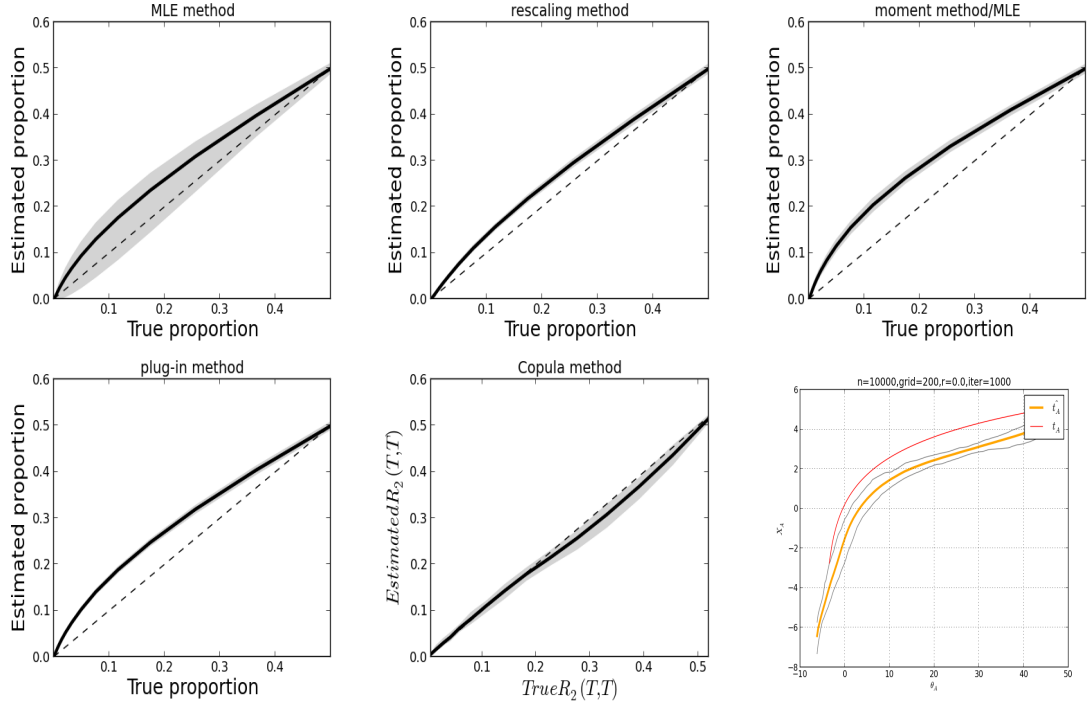 MLE method
0.6
0.5
0.4
0.3
0.2
0.1
0.0
0.1 0.2 0.3 0.4
Estimated proportion
True proportion
rescaling method
0.6
0.5
0.4
0.3
0.2
0.1
0.0
0.1 0.2 0.3 0.4
Estimated proportion
True proportion
moment method/MLE
0.6
0.5
0.4
0.3
0.2
0.1
0.0
0.1 0.2 0.3 0.4
Estimated proportion
True proportion
plug-in method
0.6
0.5
0.4
0.3
0.2
0.1
0.0
0.1 0.2 0.3 0.4
Estimated proportion
True proportion
Copula method
0.6
0.5
0.4
0.3
0.2
0.1
0.0
0.1 0.2 0.3 0.4 0.5
EstimatedR₂(T,T)
TrueR₂(T,T)
n=10000,grid=200,r=0.0,iter=1000
6
4
2
0
−2
−4
−6
−8
−10 0 10 20 30 40 50
X_A
θ_A
t̂_A
t_A